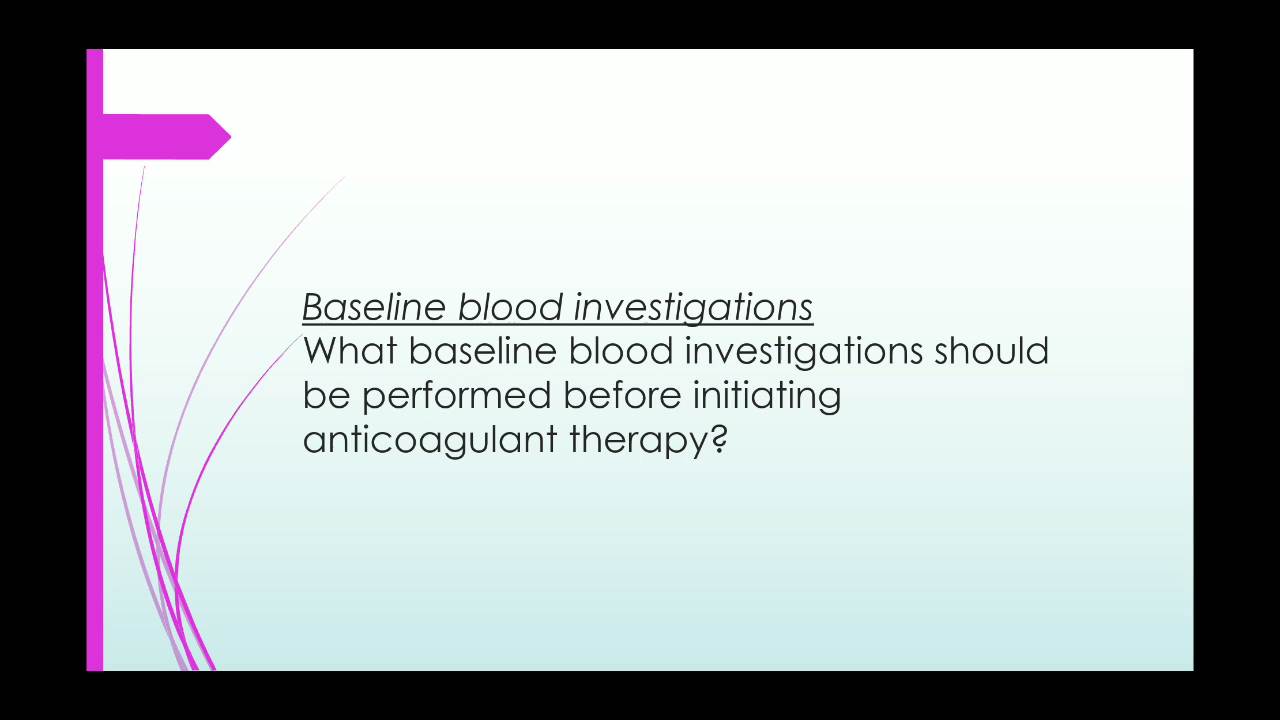 Baseline blood investigations
What baseline blood investigations should
be performed before initiating
anticoagulant therapy?